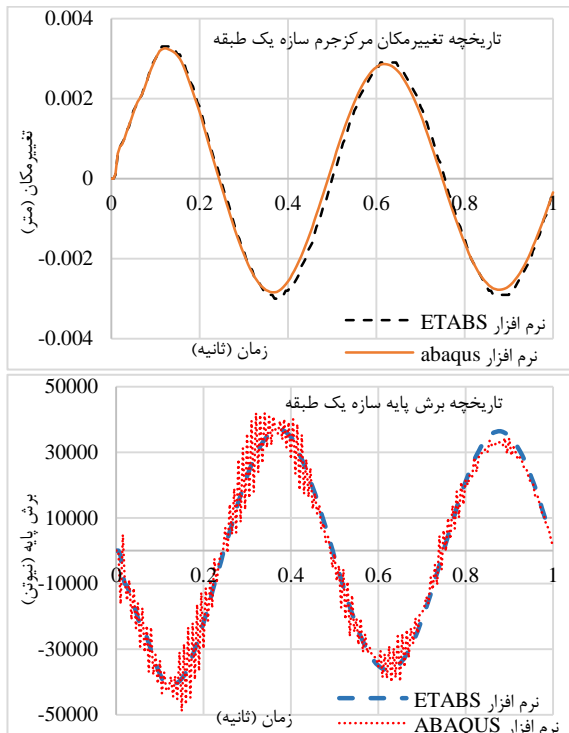 تاریخچه تغییرمکان مرکزجرم سازه یک طبقه
0.004
0.002
0
-0.002
-0.004
0 0.2 0.4 0.6 0.8 1
تغییرمکان (متر)
زمان (ثانیه)
نرم افزار ETABS
نرم افزار abaqus
تاریخچه برش پایه سازه یک طبقه
50000
30000
10000
-10000
-30000
-50000
0 0.2 0.4 0.6 0.8 1
برش پایه (نیوتن)
زمان (ثانیه)
نرم افزار ETABS
نرم افزار ABAQUS